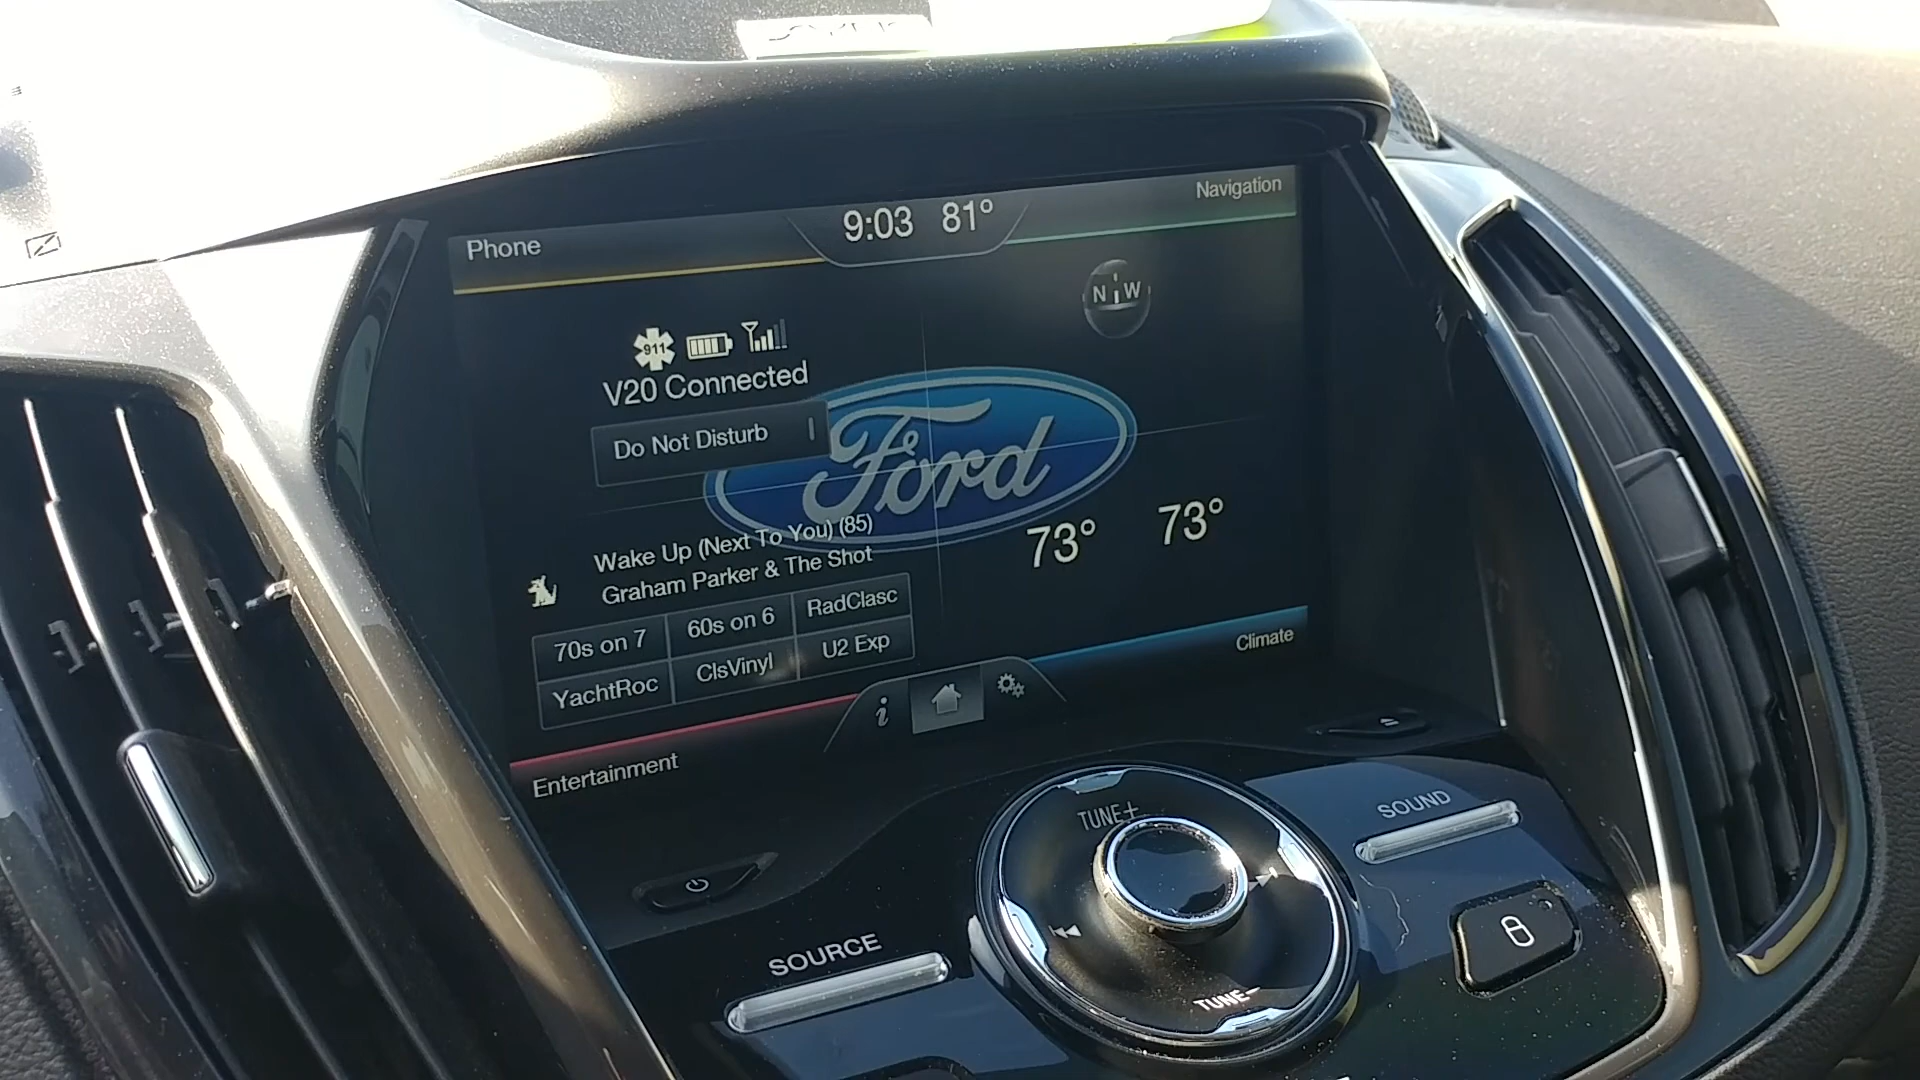 Phone
9:03 81°
Navigation
N W
911
V20 Connected
Do Not Disturb
Ford
Wake Up (Next To You) (85)
Graham Parker & The Shot
73° 73°
70s on 7 60s on 6 RadClasc
YachtRoc ClsVinyl U2 Exp
Climate
i
Entertainment
TUNE+
SOUND
SOURCE
TUNE-